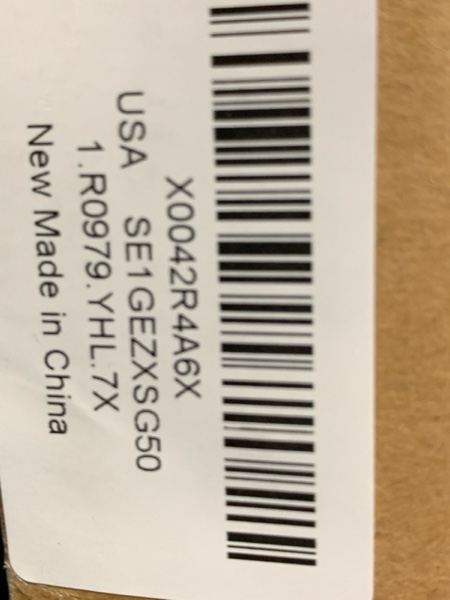 X0042R4A6X
USA SE1GEZXSG50
1.R0979.YHL.7X
New Made in China